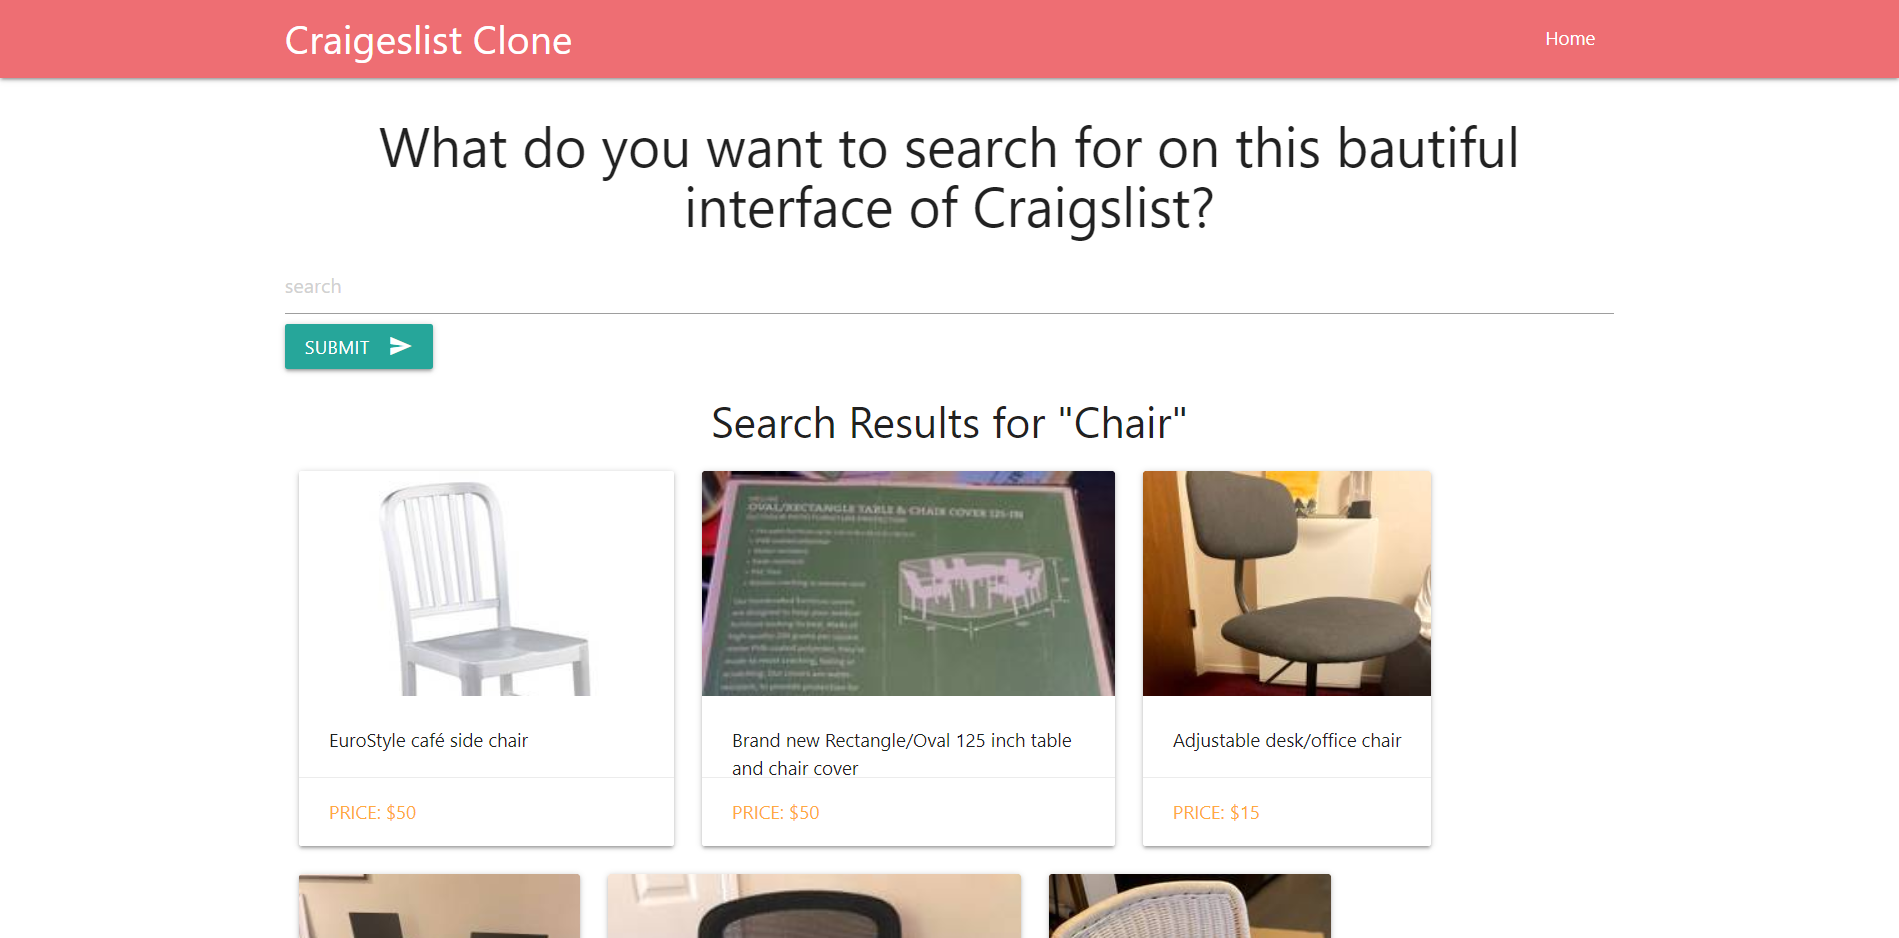 Craigeslist Clone
Home
What do you want to search for on this bautiful
interface of Craigslist?
search
SUBMIT
Search Results for "Chair"
OVAL/RECTANGLE TABLE & CHAIR COVER 125-IN
EuroStyle café side chair
PRICE: $50
Brand new Rectangle/Oval 125 inch table
and chair cover
PRICE: $50
Adjustable desk/office chair
PRICE: $15